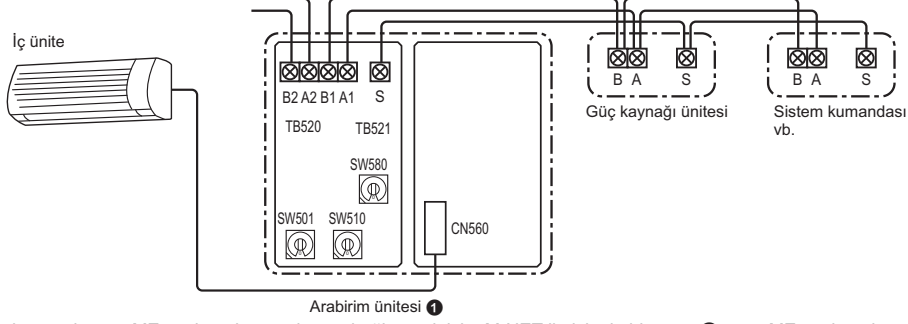 İç ünite
B2 A2 B1 A1 S
TB520 TB521
SW580
SW501 SW510
CN560
B A S
Güç kaynağı ünitesi
B A S
Sistem kumandası
vb.
Arabirim ünitesi ❶